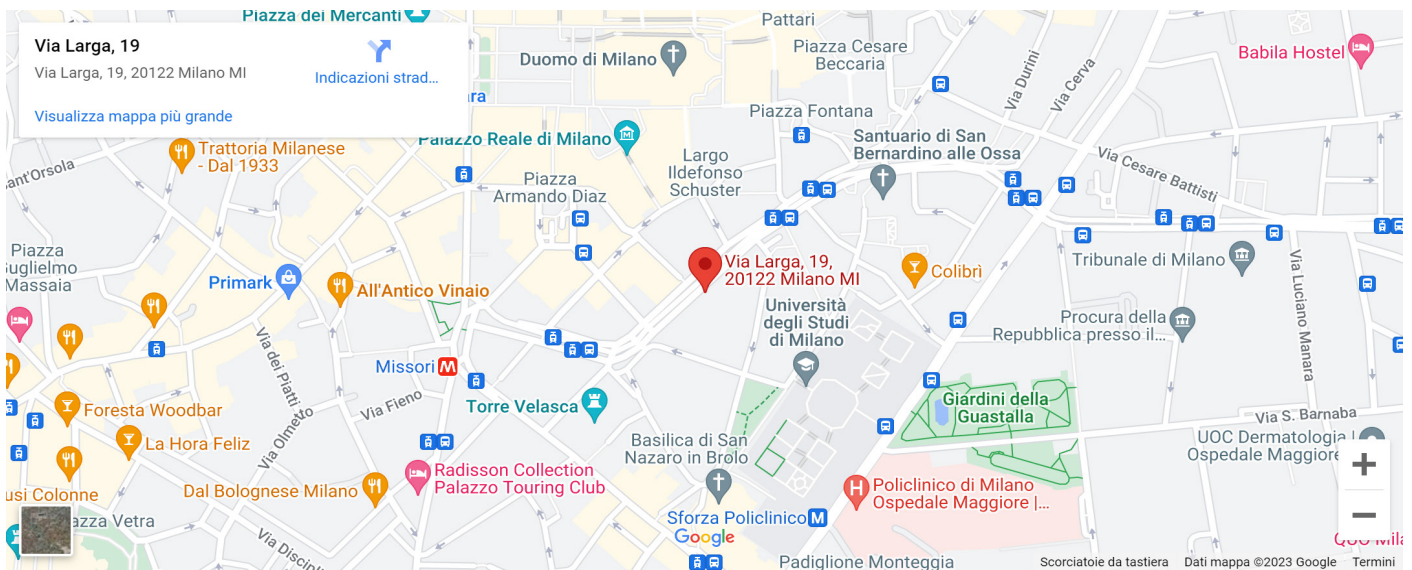 Piazza dei Mercanti
Pattari
Via Larga, 19
Via Larga, 19, 20122 Milano MI
Indicazioni strad...
Visualizza mappa più grande
Duomo di Milano
Piazza Cesare
Beccaria
Via Durini
Via Cerva
Babila Hostel
Piazza Fontana
Palazzo Reale di Milano
Santuario di San
Bernardino alle Ossa
Trattoria Milanese
- Dal 1933
Largo
Ildefonso
Schuster
Via Cesare Battisti
Piazza
Armando Diaz
Piazza
Guglielmo
Massaia
Primark
All'Antico Vinaio
Via Larga, 19,
20122 Milano MI
Colibrì
Tribunale di Milano
Via Luciano Manara
Università
degli Studi
di Milano
Procura della
Repubblica presso il...
Via dei Piatti
Missori
M
Via Fieno
Via Olmetto
Torre Velasca
Giardini della
Guastalla
Via S. Barnaba
Foresta Woodbar
La Hora Feliz
Basilica di San
Nazaro in Brolo
UOC Dermatologia |
Ospedale Maggiore
Radisson Collection
Palazzo Touring Club
Dal Bolognese Milano
H
Policlinico di Milano
Ospedale Maggiore |...
Sforza Policlinico
M
Google
Padiglione Monteggia
Scorciatoie da tastiera
Dati mappa ©2023 Google
Termini